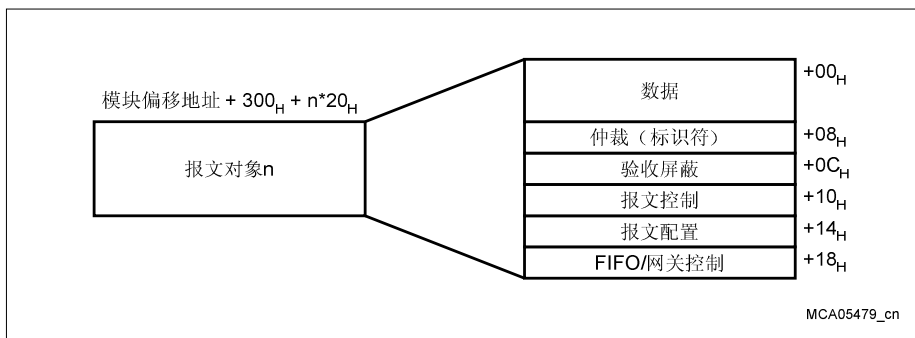 模块偏移地址 + 300H + n*20H
报文对象n
数据
+00H
仲裁（标识符）
+08H
验收屏蔽
+0CH
报文控制
+10H
报文配置
+14H
FIFO/网关控制
+18H
MCA05479_cn